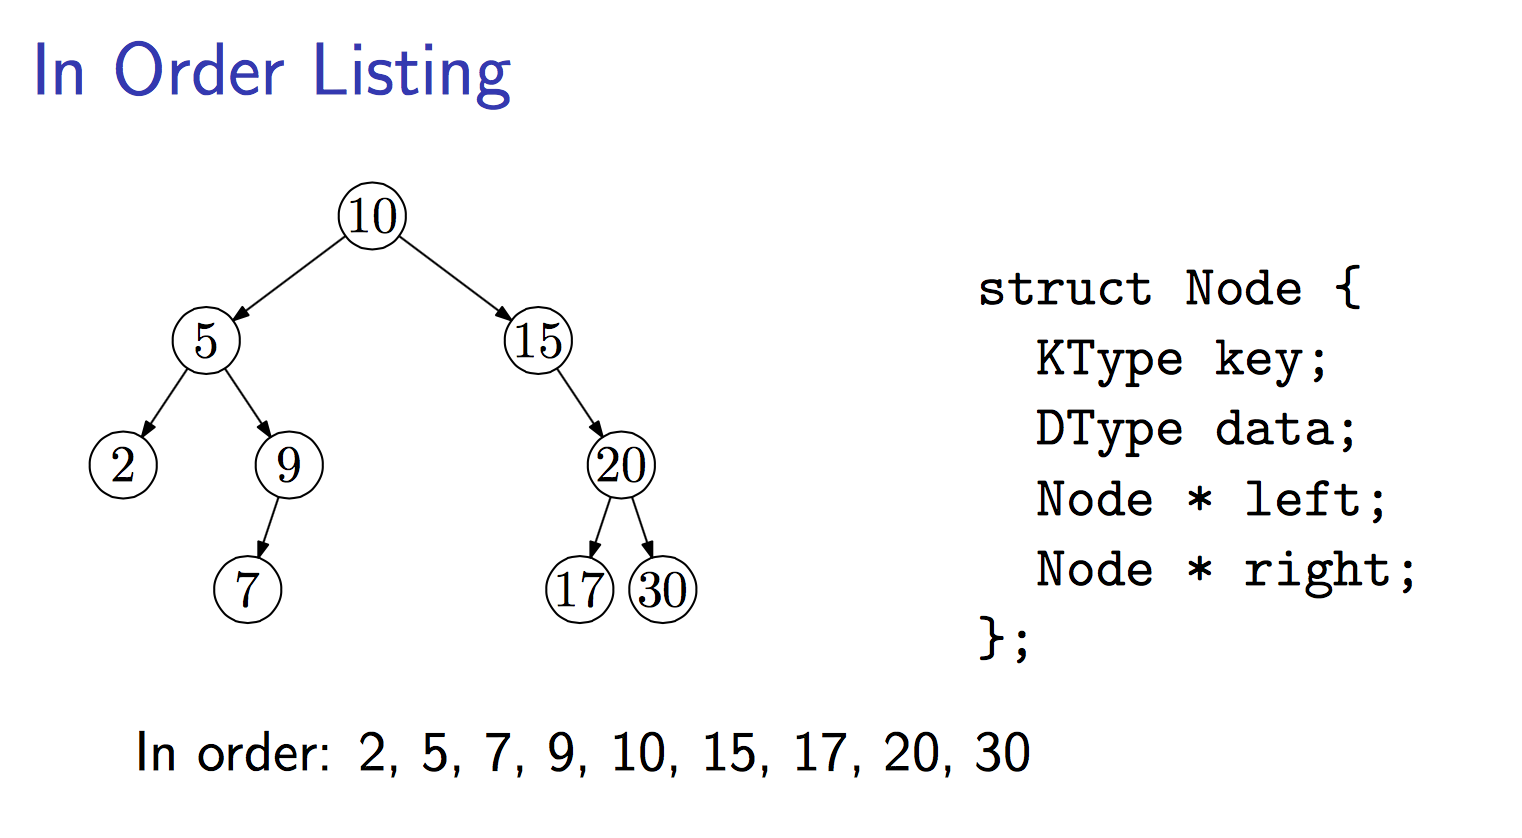 In Order Listing
10
5
15
2
9
20
7
17
30
struct Node {
KType key;
DType data;
Node * left;
Node * right;
};
In order: 2, 5, 7, 9, 10, 15, 17, 20, 30